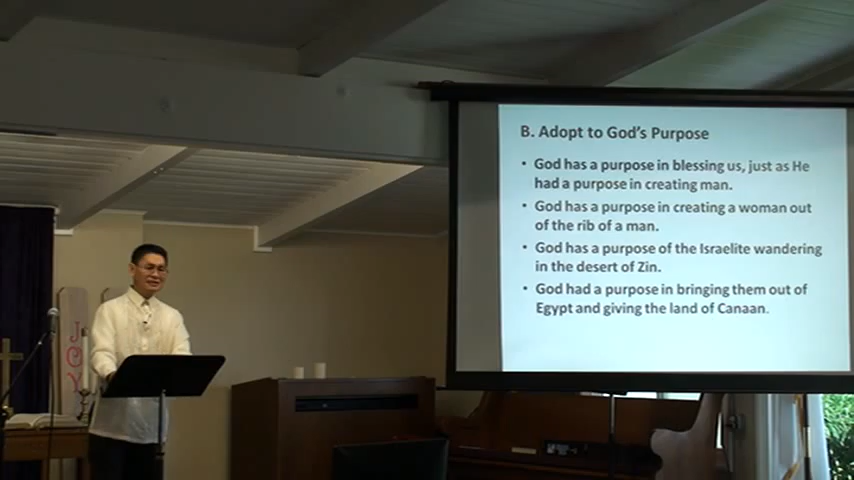 B. Adopt to God's Purpose
• God has a purpose in blessing us, just as He
had a purpose in creating man.
• God has a purpose in creating a woman out
of the rib of a man.
• God has a purpose of the Israelite wandering
in the desert of Zin.
• God had a purpose in bringing them out of
Egypt and giving the land of Canaan.
JOY